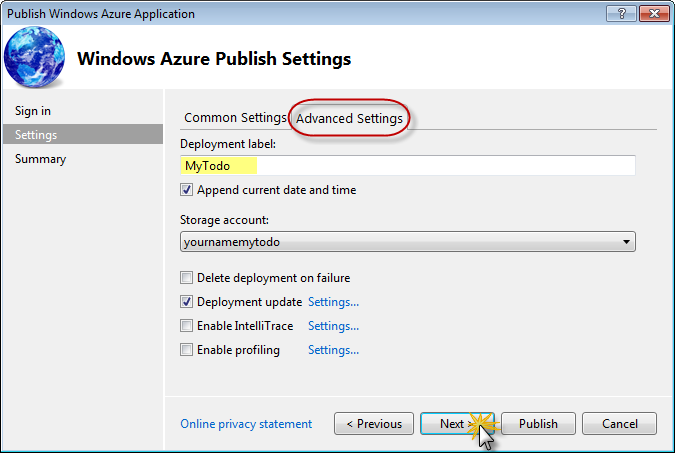 Publish Windows Azure Application
Windows Azure Publish Settings
Sign in
Settings
Summary
Common Settings Advanced Settings
Deployment label:
MyTodo
Append current date and time
Storage account:
yournamemytodo
Delete deployment on failure
Deployment update Settings...
Enable IntelliTrace Settings...
Enable profiling Settings...
Online privacy statement < Previous Next > Publish Cancel